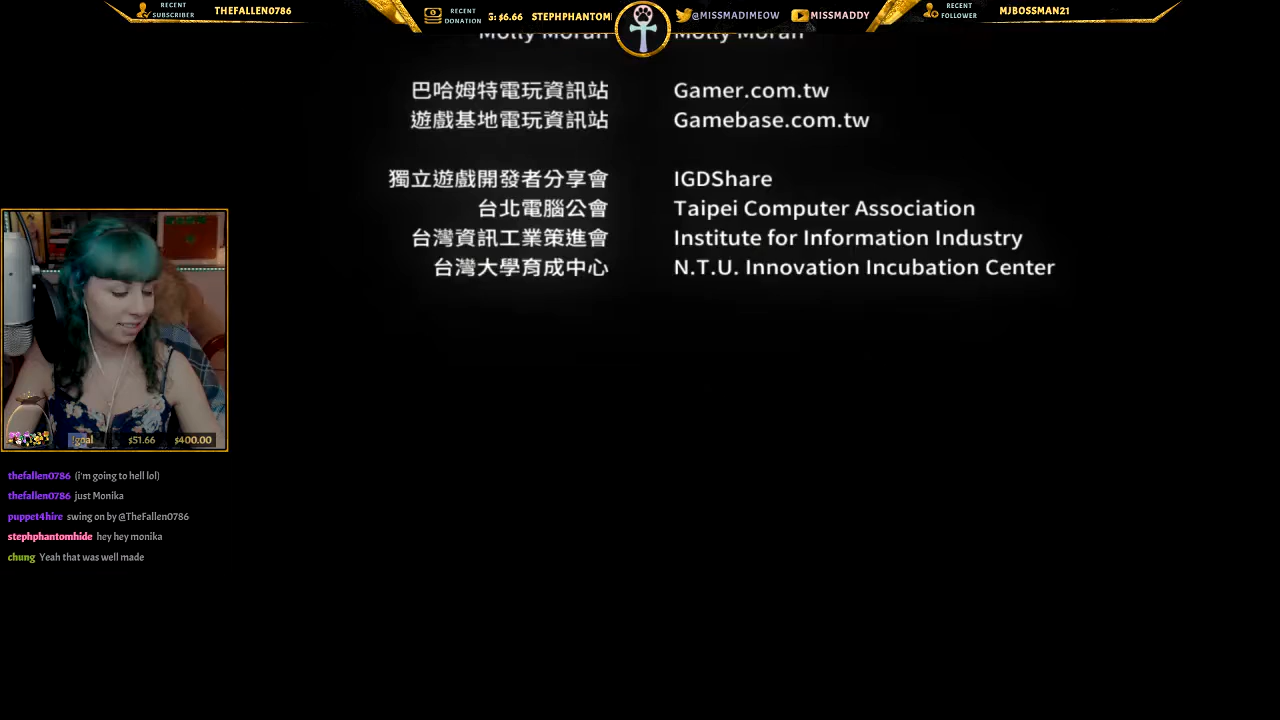 RECENT SUBSCRIBER THEFALLEN0786
RECENT DONATION : $6.66 STEPHPHANTOM
@MISSMADIMEOW MISSMADDY
RECENT FOLLOWER MJBOSSMAN21
Molly Moran Molly Moran
巴哈姆特電玩資訊站 Gamer.com.tw
遊戲基地電玩資訊站 Gamebase.com.tw
獨立遊戲開發者分享會 IGDShare
台北電腦公會 Taipei Computer Association
台灣資訊工業策進會 Institute for Information Industry
台灣大學育成中心 N.T.U. Innovation Incubation Center
!goal $51.66 $400.00
thefallen0786 (i'm going to hell lol)
thefallen0786 just Monika
puppet4hire swing on by @TheFallen0786
stephphantomhide hey hey monika
chung Yeah that was well made